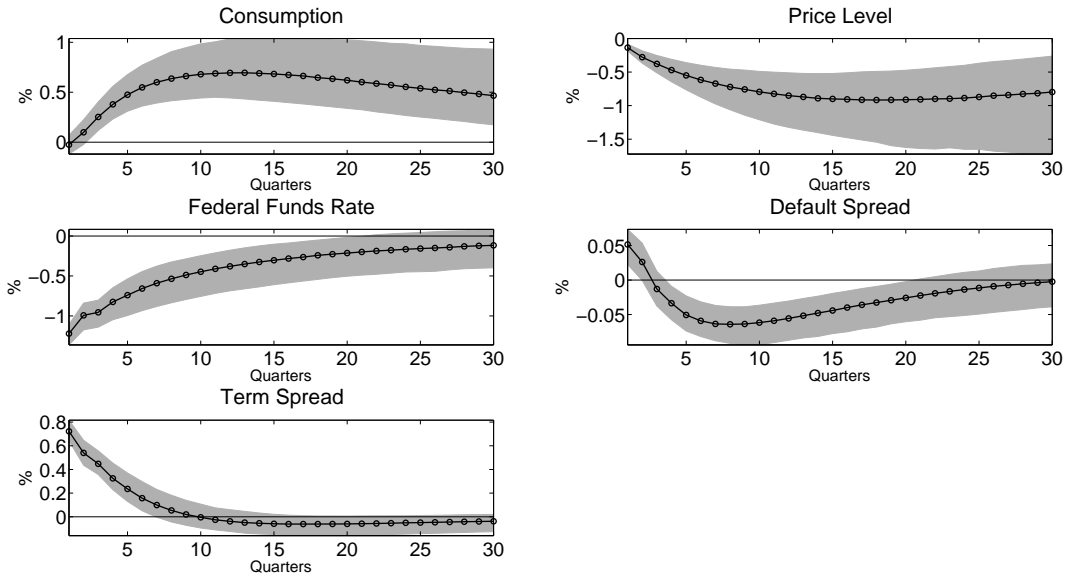 Consumption
1
0.5
0
%
5 10 15 20 25 30
Quarters
Price Level
0
−0.5
−1
−1.5
%
5 10 15 20 25 30
Quarters
Federal Funds Rate
0
−0.5
−1
%
5 10 15 20 25 30
Quarters
Default Spread
0.05
0
−0.05
%
5 10 15 20 25 30
Quarters
Term Spread
0.8
0.6
0.4
0.2
0
%
5 10 15 20 25 30
Quarters